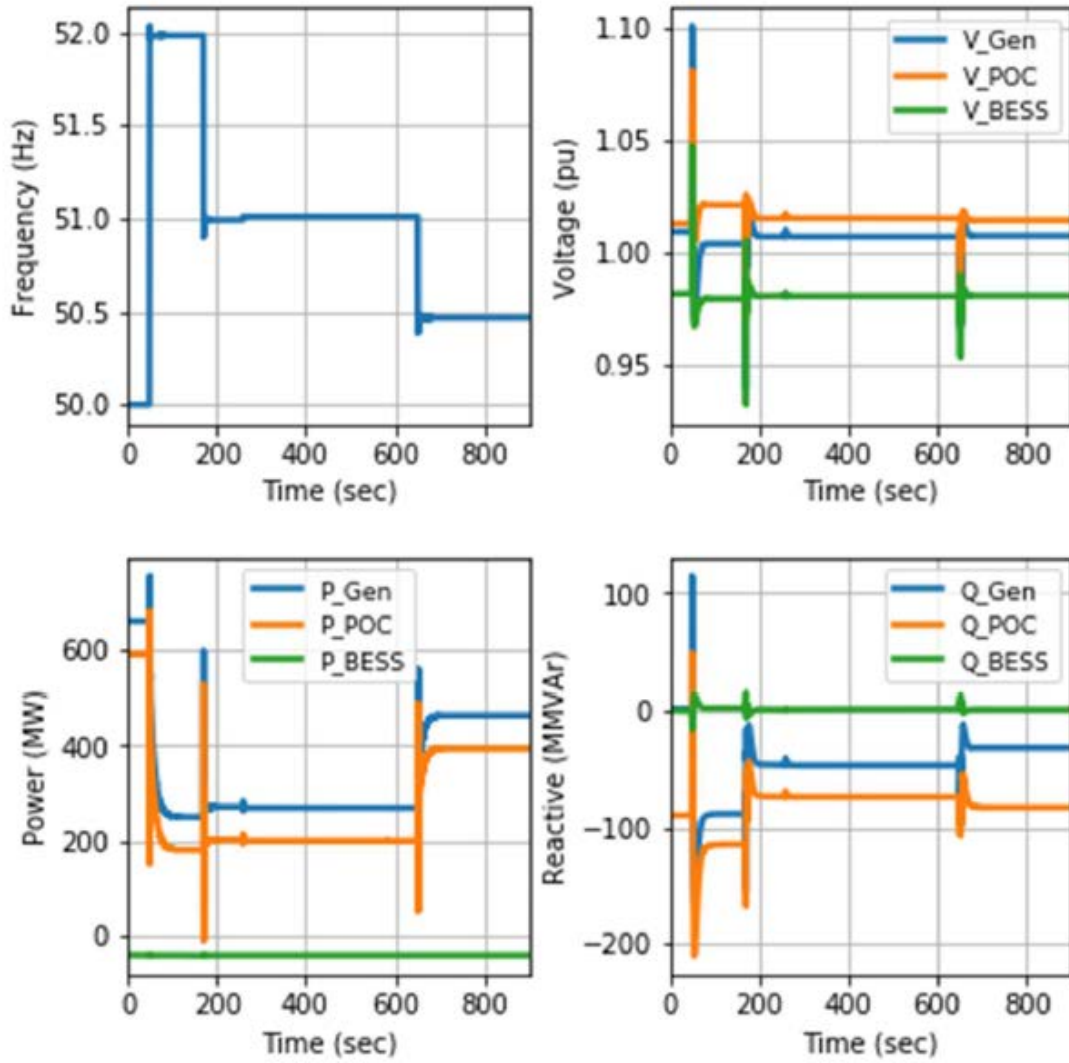 Frequency (Hz)
52.0
51.5
51.0
50.5
50.0
0 200 400 600 800
Time (sec)
Voltage (pu)
1.10
1.05
1.00
0.95
V_Gen
V_POC
V_BESS
0 200 400 600 800
Time (sec)
Power (MW)
600
400
200
0
P_Gen
P_POC
P_BESS
0 200 400 600 800
Time (sec)
Reactive (MMVAr)
100
0
−100
−200
Q_Gen
Q_POC
Q_BESS
0 200 400 600 800
Time (sec)